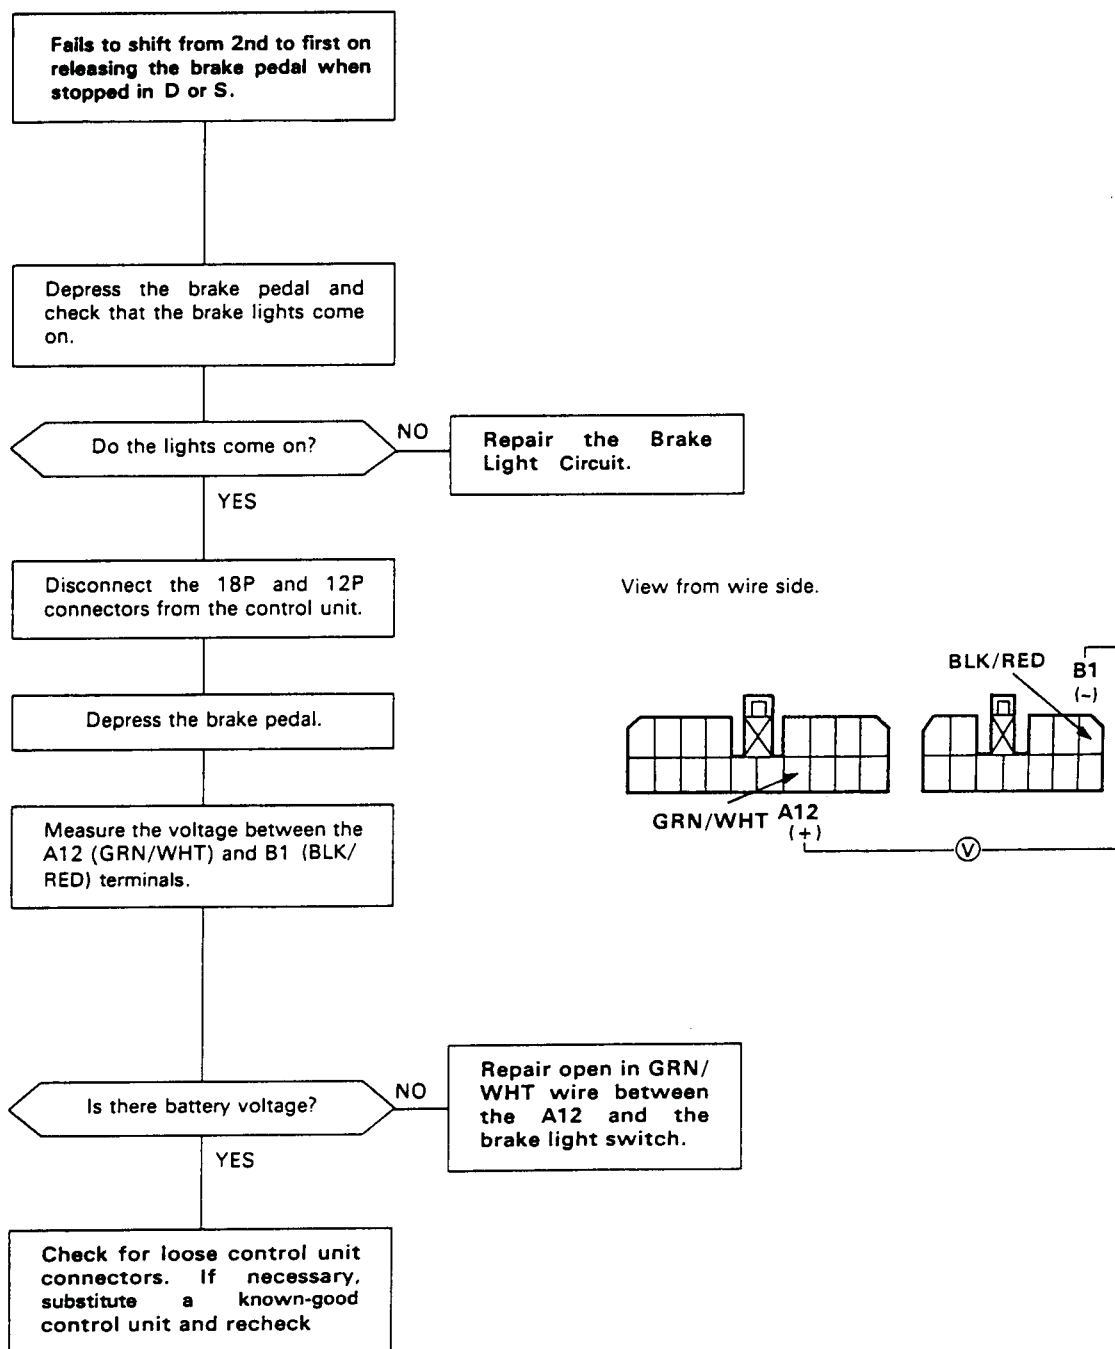 Fails to shift from 2nd to first on
releasing the brake pedal when
stopped in D or S.
Depress the brake pedal and
check that the brake lights come
on.
Do the lights come on?
NO
Repair the Brake
Light Circuit.
YES
Disconnect the 18P and 12P
connectors from the control unit.
View from wire side.
Depress the brake pedal.
BLK/RED
B1
(-)
GRN/WHT
A12
(+)
V
Measure the voltage between the
A12 (GRN/WHT) and B1 (BLK/
RED) terminals.
Is there battery voltage?
NO
Repair open in GRN/
WHT wire between
the A12 and the
brake light switch.
YES
Check for loose control unit
connectors. If necessary,
substitute a known-good
control unit and recheck